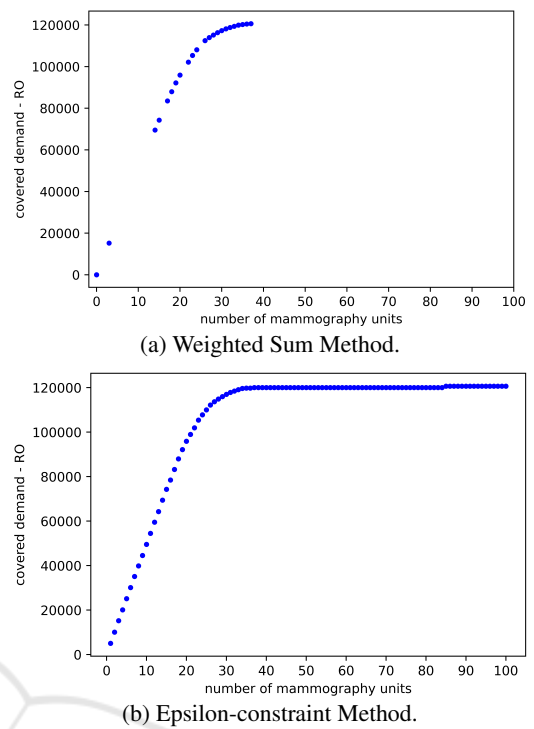 120000
100000
80000
60000
40000
20000
0
covered demand - RO
0 10 20 30 40 50 60 70 80 90 100
number of mammography units
(a) Weighted Sum Method.
120000
100000
80000
60000
40000
20000
0
covered demand - RO
0 10 20 30 40 50 60 70 80 90 100
number of mammography units
(b) Epsilon-constraint Method.